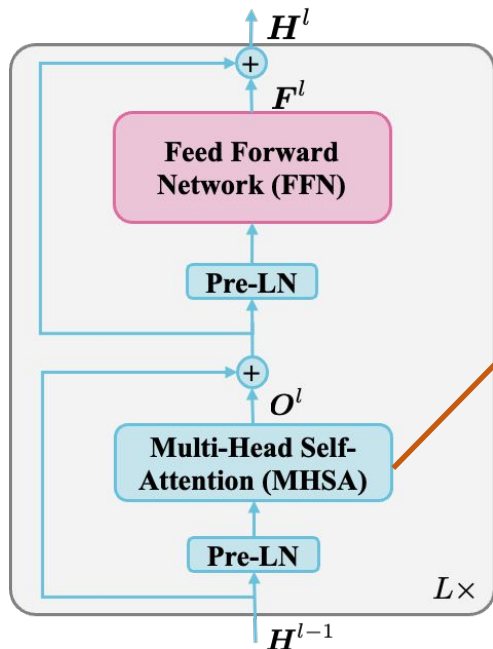 H^l
+
F^l
Feed Forward
Network (FFN)
Pre-LN
+
O^l
Multi-Head Self-
Attention (MHSA)
Pre-LN
L×
H^{l-1}